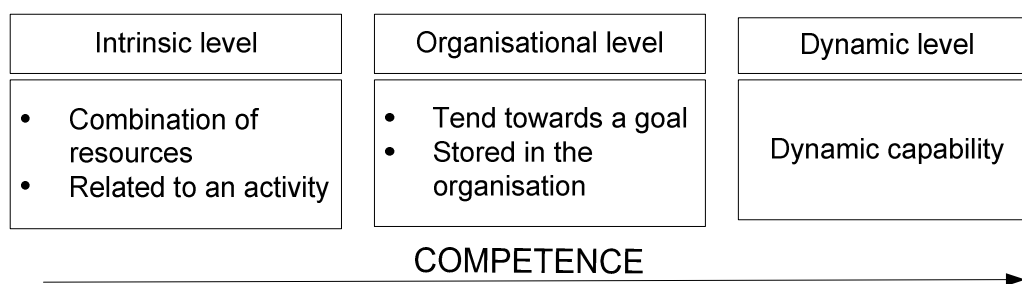 Intrinsic level
• Combination of
resources
• Related to an activity
Organisational level
• Tend towards a goal
• Stored in the
organisation
Dynamic level
Dynamic capability
COMPETENCE